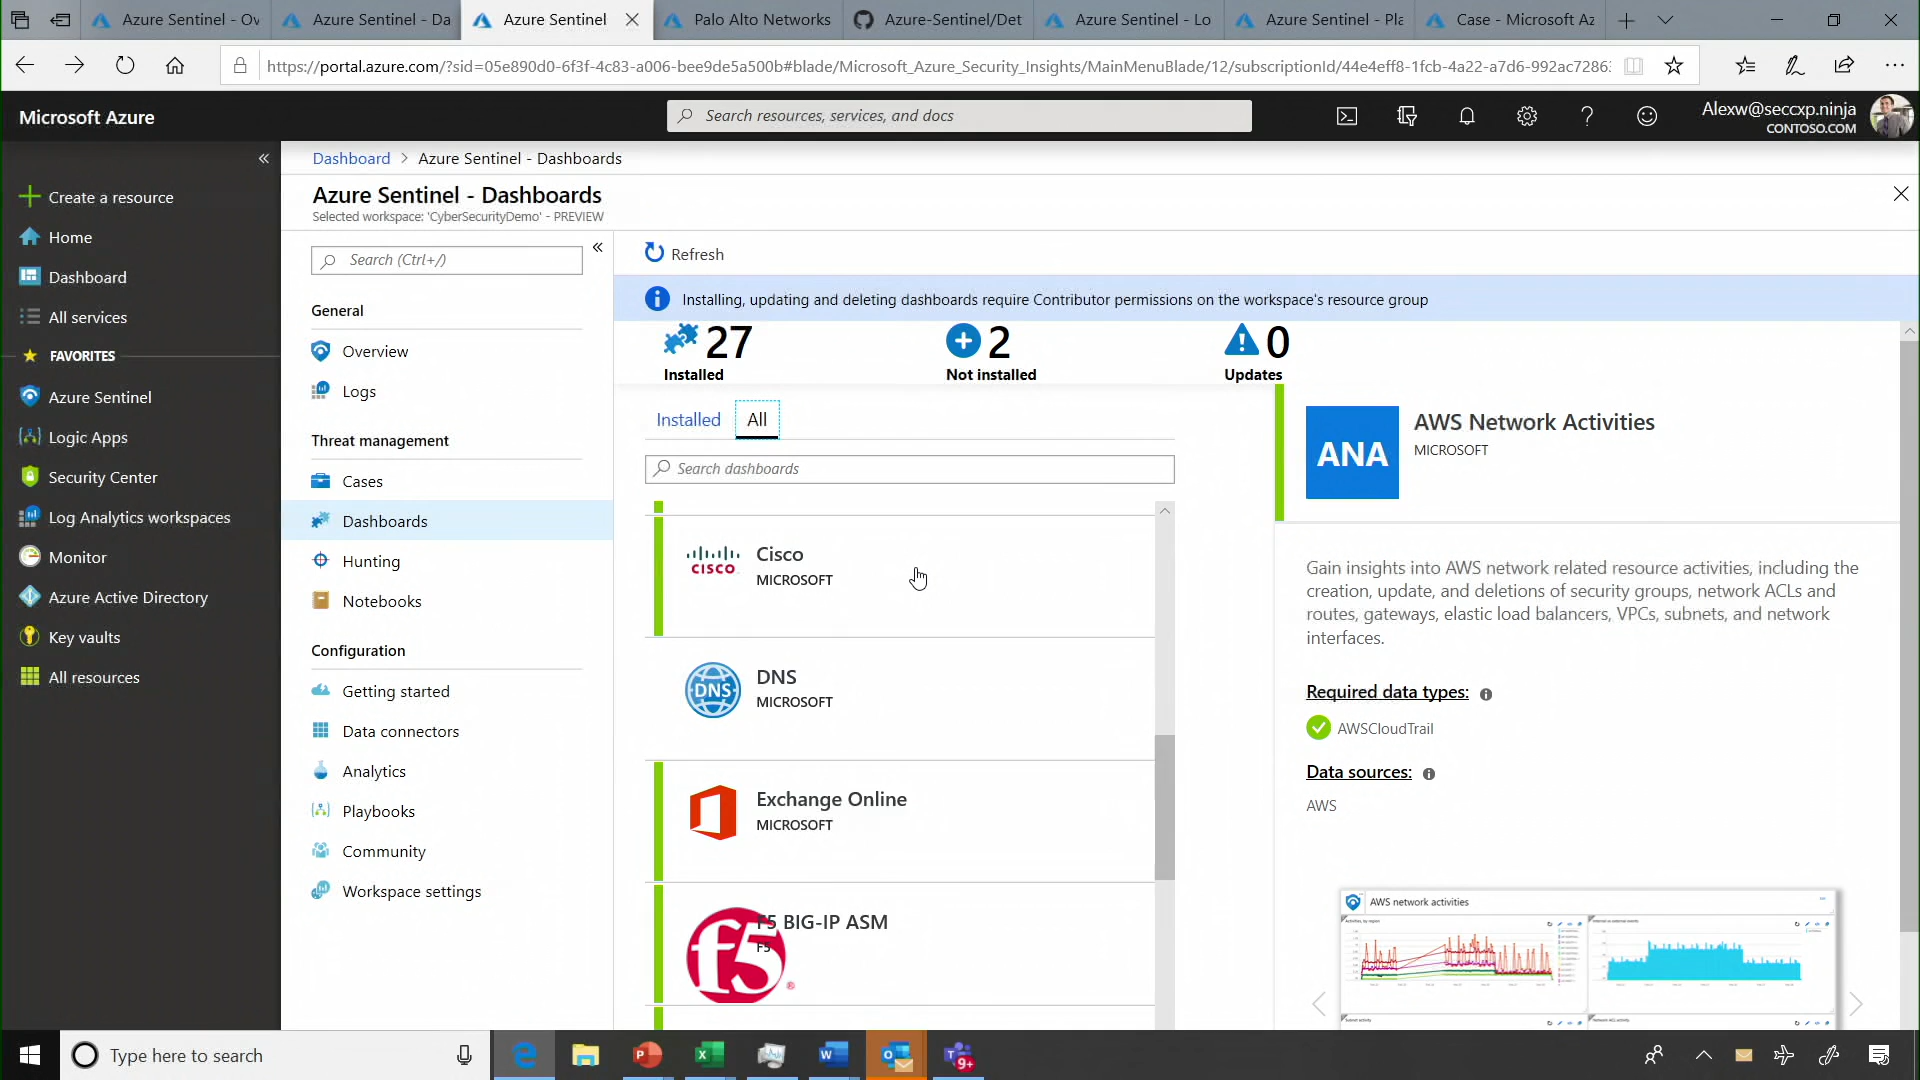 Azure Sentinel - Ov
Azure Sentinel - Da
Azure Sentinel
Palo Alto Networks
Azure-Sentinel/Det
Azure Sentinel - Lo
Azure Sentinel - Pla
Case - Microsoft Az
https://portal.azure.com/?sid=05e890d0-6f3f-4c83-a006-bee9de5a500b#blade/Microsoft_Azure_Security_Insights/MainMenuBlade/12/subscriptionId/44e4eff8-1fcb-4a22-a7d6-992ac7286
Microsoft Azure
Search resources, services, and docs
Alexw@seccxp.ninja
CONTOSO.COM
Dashboard > Azure Sentinel - Dashboards
Azure Sentinel - Dashboards
Selected workspace: 'CyberSecurityDemo' - PREVIEW
Create a resource
Home
Dashboard
All services
FAVORITES
Azure Sentinel
Logic Apps
Security Center
Log Analytics workspaces
Monitor
Azure Active Directory
Key vaults
All resources
Search (Ctrl+/)
General
Overview
Logs
Threat management
Cases
Dashboards
Hunting
Notebooks
Configuration
Getting started
Data connectors
Analytics
Playbooks
Community
Workspace settings
Refresh
Installing, updating and deleting dashboards require Contributor permissions on the workspace's resource group
27
Installed
2
Not installed
0
Updates
Installed
All
Search dashboards
CISCO
Cisco
MICROSOFT
DNS
DNS
MICROSOFT
Exchange Online
MICROSOFT
f5
F5 BIG-IP ASM
F5
ANA
AWS Network Activities
MICROSOFT
Gain insights into AWS network related resource activities, including the
creation, update, and deletions of security groups, network ACLs and
routes, gateways, elastic load balancers, VPCs, subnets, and network
interfaces.
Required data types:
AWSCloudTrail
Data sources:
AWS
AWS network activities
Type here to search
9+